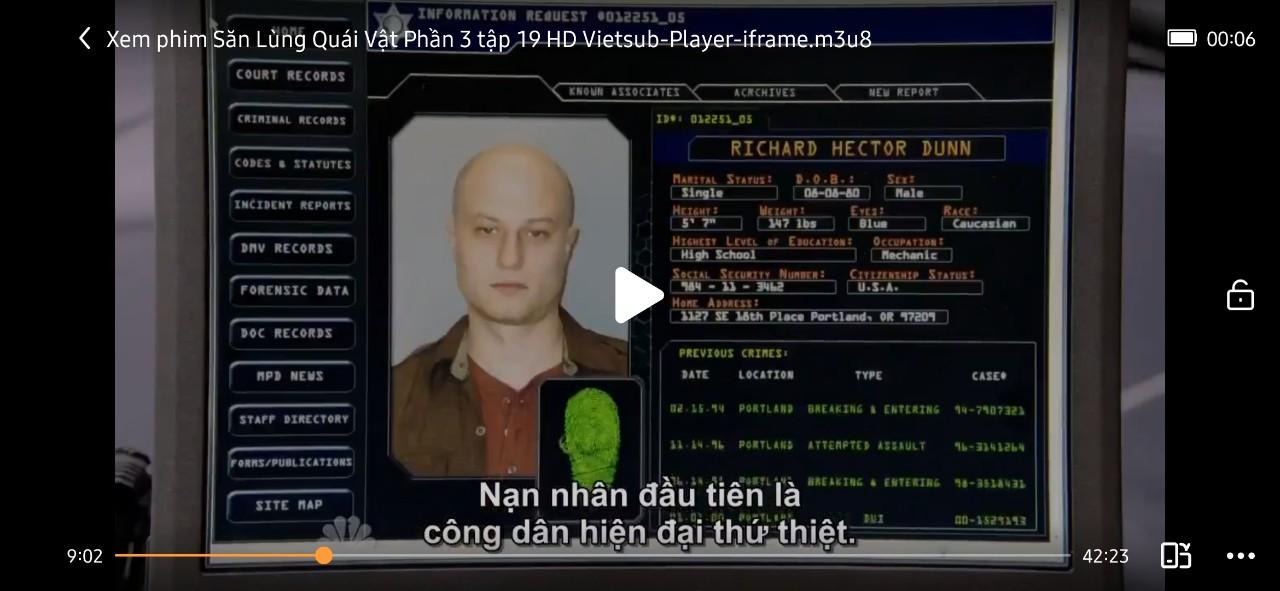 INFORMATION REQUEST #012251_05
Xem phim Săn Lùng Quái Vật Phần 3 tập 19 HD Vietsub-Player-iframe.m3u8
00:06
HOME
COURT RECORDS
CRIMINAL RECORDS
CODES & STATUTES
INCIDENT REPORTS
DMV RECORDS
FORENSIC DATA
DOC RECORDS
MPD NEWS
STAFF DIRECTORY
FORMS/PUBLICATIONS
SITE MAP
KNOWN ASSOCIATES
ACRCHIVES
NEW REPORT
ID#: 012251_05
RICHARD HECTOR DUNN
MARITAL STATUS: D.O.B.: SEX:
Single 08-08-80 Male
HEIGHT: WEIGHT: EYES: RACE:
5' 7" 147 lbs Blue Caucasian
HIGHEST LEVEL OF EDUCATION: OCCUPATION:
High School Mechanic
SOCIAL SECURITY NUMBER: CITIZENSHIP STATUS:
984 - 11 - 3462 U.S.A.
HOME ADDRESS:
1127 SE 18th Place Portland, OR 97209
PREVIOUS CRIMES:
DATE LOCATION TYPE CASE#
02.15.94 PORTLAND BREAKING & ENTERING 94-7907321
11.14.96 PORTLAND ATTEMPTED ASSAULT 96-3141264
PORTLAND BREAKING & ENTERING 98-3518431
PORTLAND DUI 00-1529193
Nạn nhân đầu tiên là
công dân hiện đại thứ thiệt.
9:02
42:23